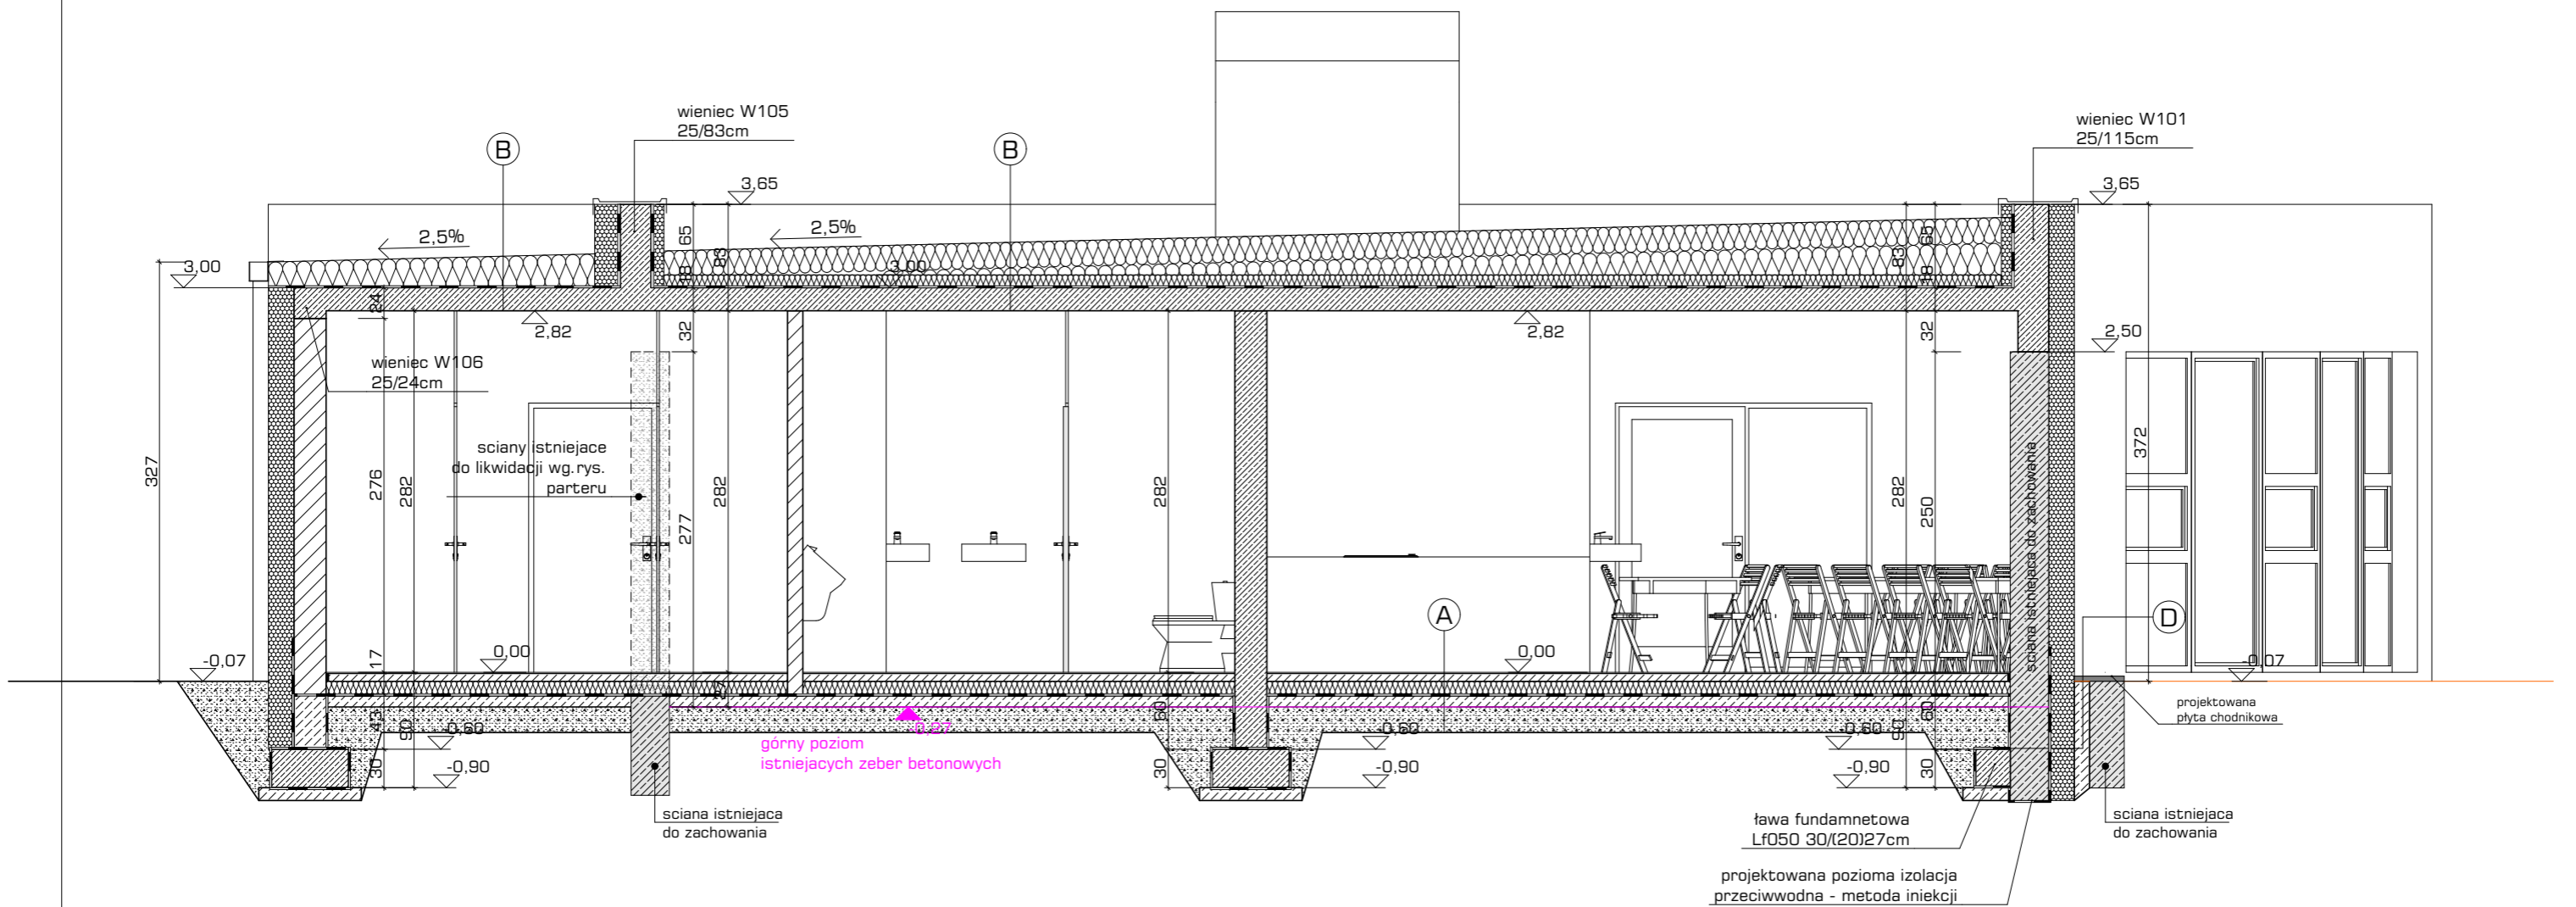 wieniec W105
25/83cm
wieniec W101
25/115cm
B
B
3,65
3,65
2,5%
2,5%
3,00
3,00
65
18
83
83
65
18
24
32
32
2,82
2,82
2,50
wieniec W106
25/24cm
sciany istniejace
do likwidacji wg.rys.
parteru
327
276
282
277
282
282
282
250
372
sciana istniejaca do zachowania
A
D
-0,07
17
0,00
0,00
-0,07
projektowana
płyta chodnikowa
43
90
30
-0,60
-0,90
27
-0,27
górny poziom
istniejacych zeber betonowych
60
30
-0,60
-0,90
-0,60
-0,90
90
60
30
sciana istniejaca
do zachowania
ława fundamnetowa
Lf050 30/(20)27cm
sciana istniejaca
do zachowania
projektowana pozioma izolacja
przeciwwodna - metoda iniekcji